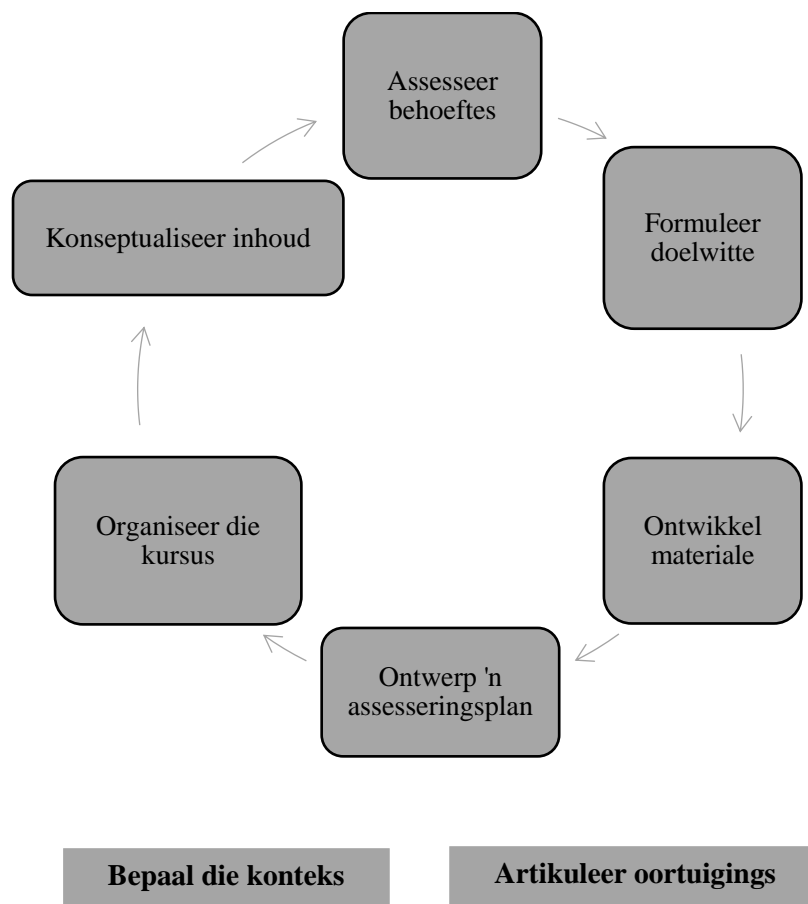 Assesseer
behoeftes
Formuleer
doelwitte
Ontwikkel
materiale
Ontwerp 'n
assesseringsplan
Organiseer die
kursus
Konseptualiseer inhoud
Bepaal die konteks
Artikuleer oortuigings